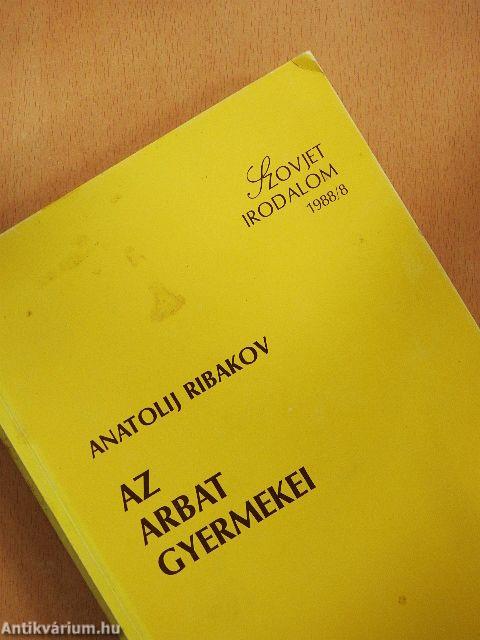 Szovjet
IRODALOM
1988/8
ANATOLIJ RIBAKOV
AZ
ARBAT
GYERMEKEI
Antikvárium.hu